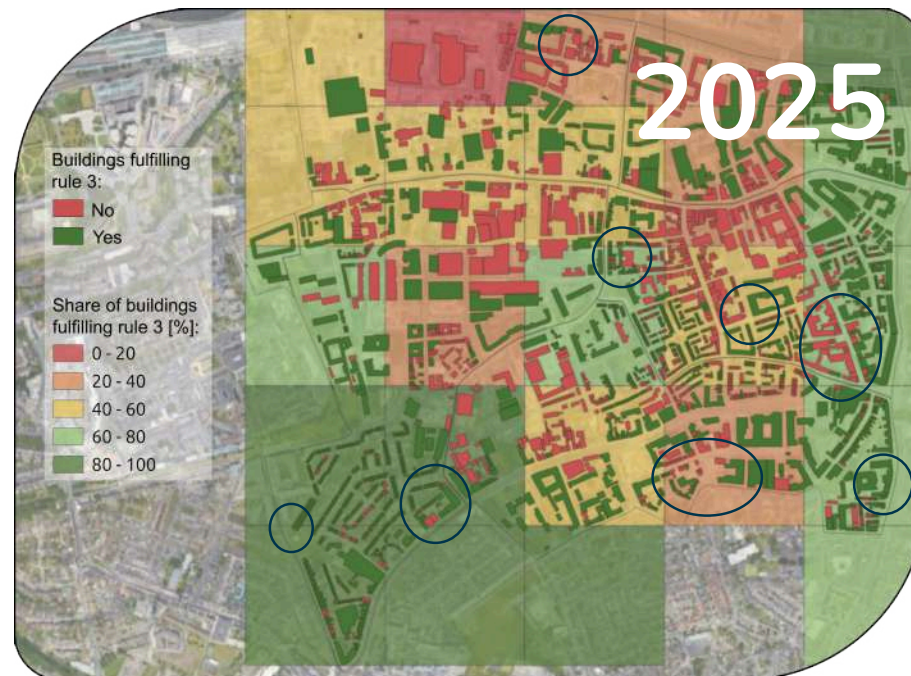 2025
Buildings fulfilling
rule 3:
No
Yes
Share of buildings
fulfilling rule 3 [%]:
0 - 20
20 - 40
40 - 60
60 - 80
80 - 100